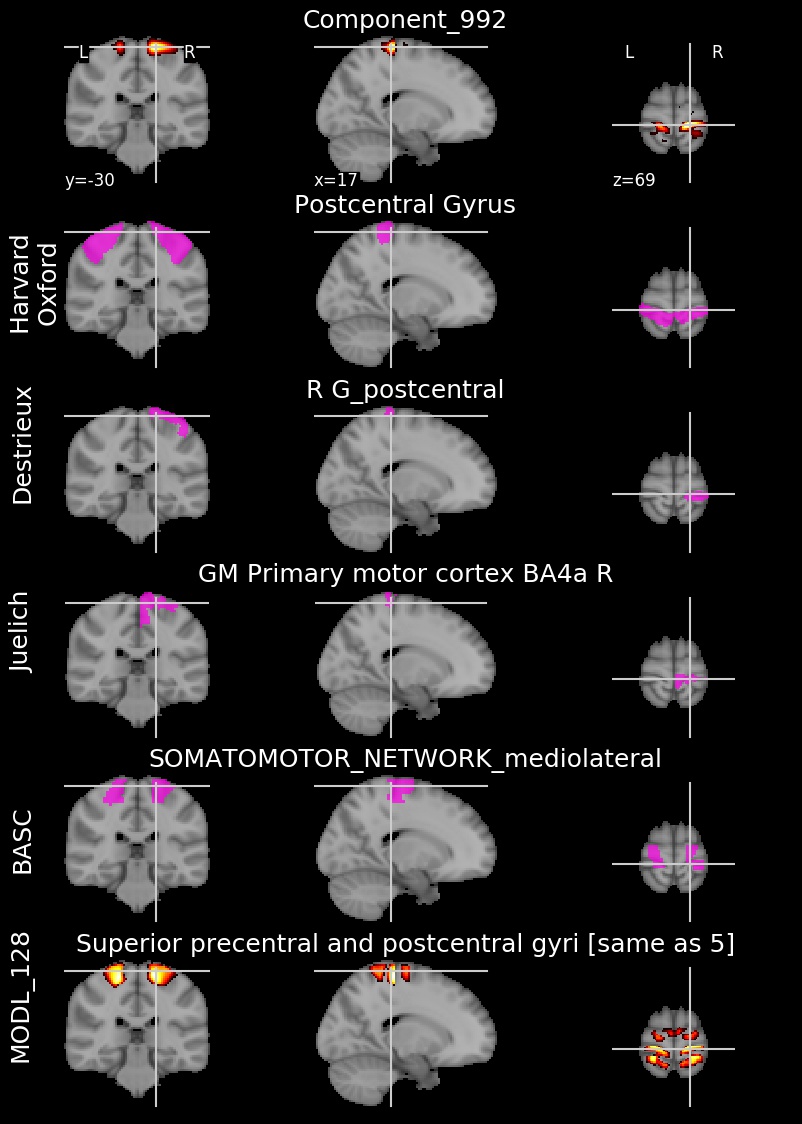 Component_992
L R
L R
y=-30
x=17
z=69
Postcentral Gyrus
Harvard
Oxford
R G_postcentral
Destrieux
GM Primary motor cortex BA4a R
Juelich
SOMATOMOTOR_NETWORK_mediolateral
BASC
Superior precentral and postcentral gyri [same as 5]
MODL_128